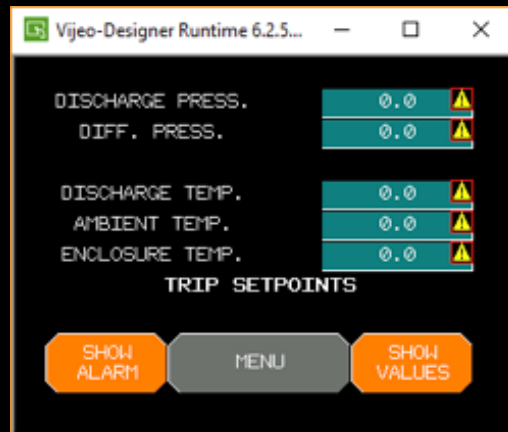 Vijeo-Designer Runtime 6.2.5...
DISCHARGE PRESS. 0.0
DIFF. PRESS. 0.0
DISCHARGE TEMP. 0.0
AMBIENT TEMP. 0.0
ENCLOSURE TEMP. 0.0
TRIP SETPOINTS
SHOW
ALARM
MENU
SHOW
VALUES